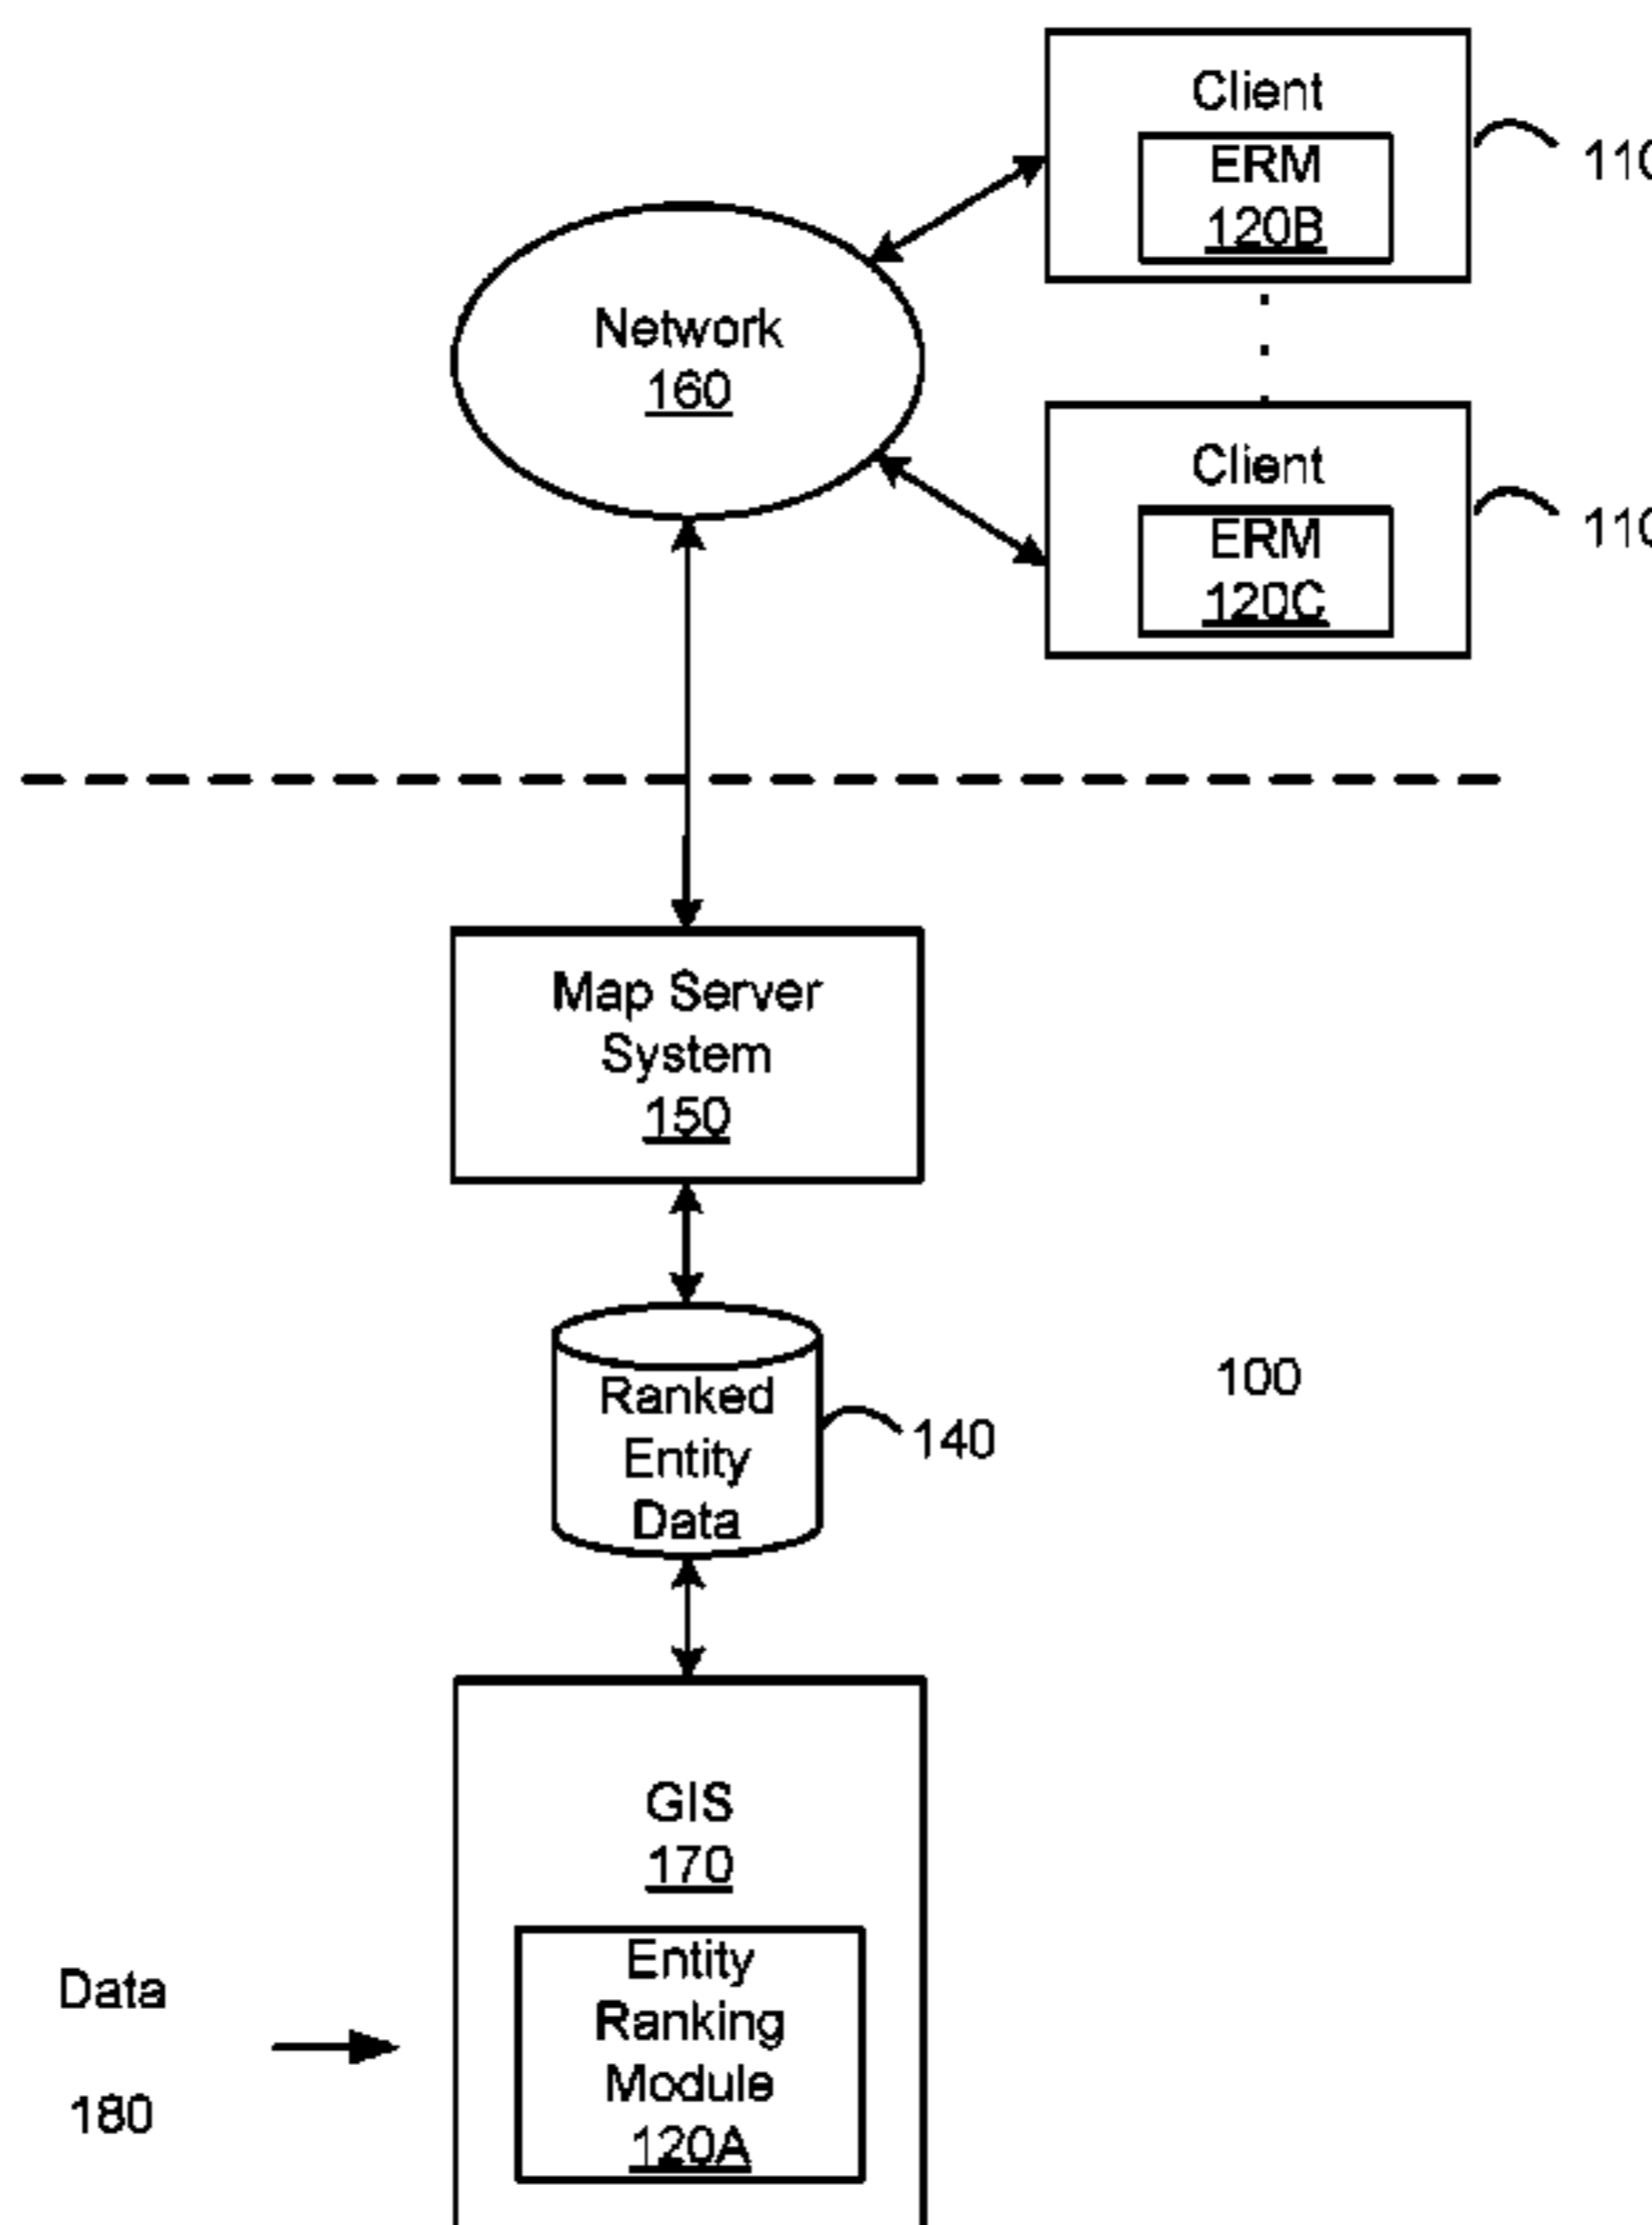 Client
ERM
120B
110
Network
160
Client
ERM
120C
110
Map Server
System
150
Ranked
Entity
Data
140
100
GIS
170
Entity
Ranking
Module
120A
Data
180